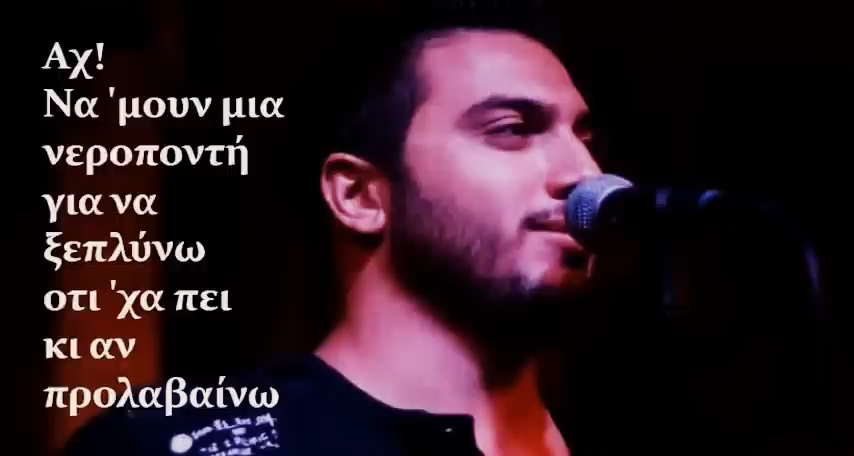 Αχ!
Να 'μουν μια
νεροποντή
για να
ξεπλύνω
οτι 'χα πει
κι αν
προλαβαίνω